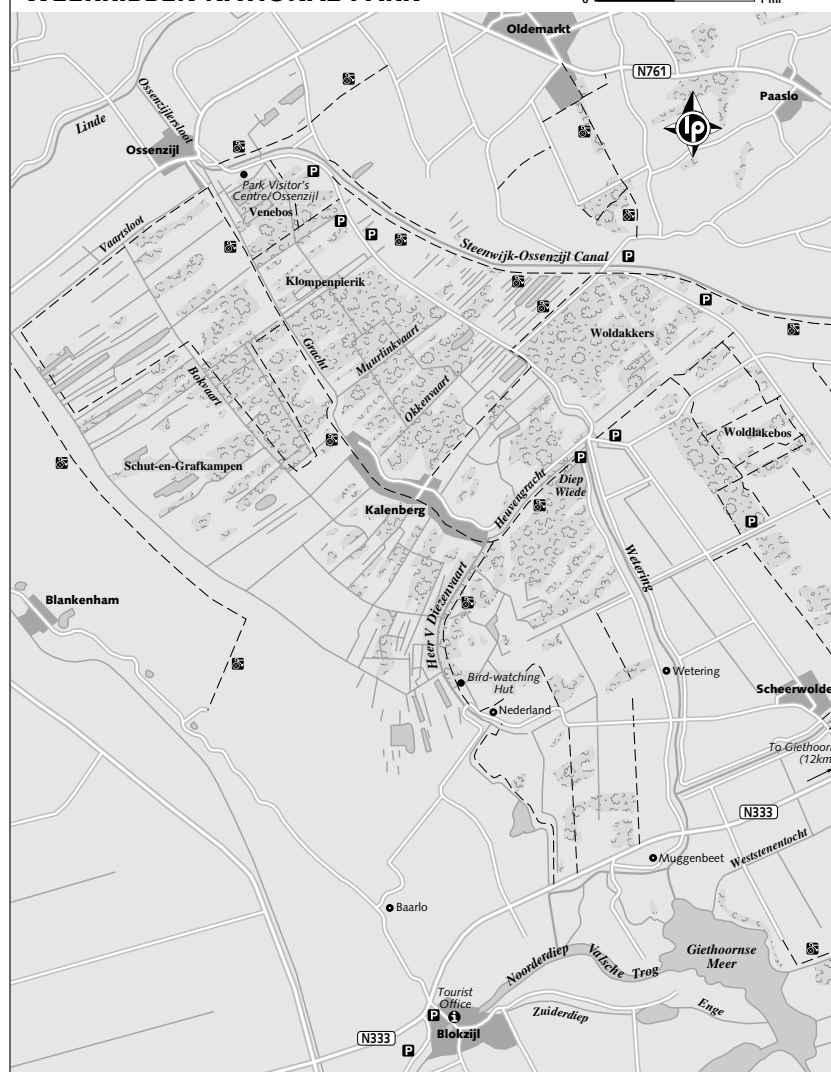 Oldemarkt
N761
Paaslo
lp
Linde
Ossenzijlersloot
Ossenzijl
Park Visitor's
Centre/Ossenzijl
Venebos
P
P
P
Vaartsloot
Steenwijk-Ossenzijl Canal
P
P
Klompenpierik
Woldakkers
Muurlinkvaart
Gracht
Bokvaart
Okkenvaart
Woldlakebos
P
Schut-en-Grafkampen
P
Diep
Wiede
Heuvengracht
Kalenberg
P
Wetering
Heer V Diezenvaart
Blankenham
Bird-watching
Hut
Wetering
Nederland
Scheerwolde
To Giethoorn
(12km
N333
Muggenbeet
Weststenentocht
Baarlo
Giethoornse
Meer
Noorderdiep
Valsche Trog
Tourist
Office
P
i
Zuiderdiep
Enge
N333
Blokzijl
P